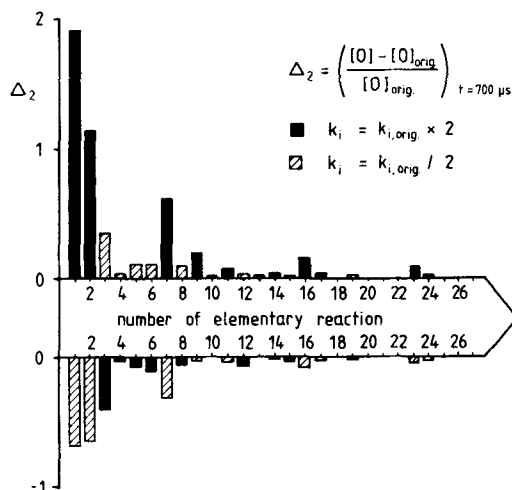 2
Δ2
1
0
Δ2 = ( [O] - [O]orig / [O]orig. ) t = 700 μs
ki = ki,orig. × 2
ki = ki,orig. / 2
2 4 6 8 10 12 14 16 18 20 22 24 26
number of elementary reaction
2 4 6 8 10 12 14 16 18 20 22 24 26
0
-1